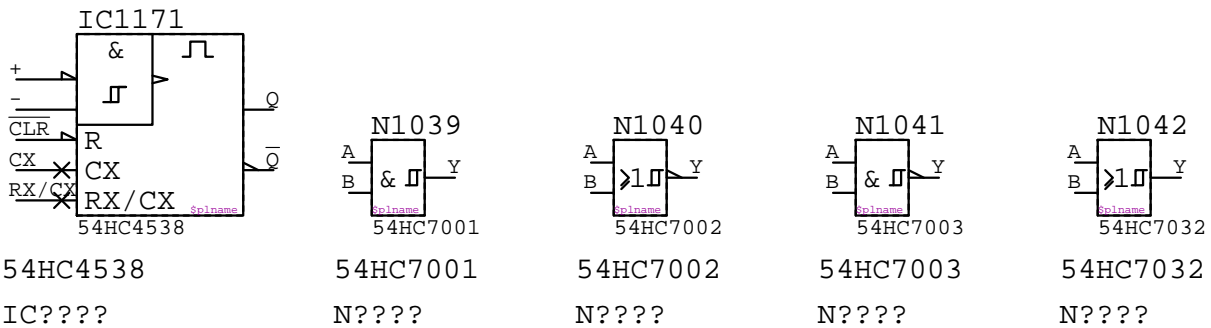 IC1171
&
+
-
CLR
CX
RX/CX
R
CX
RX/CX
Q
Q
$plname
54HC4538
N1039
A
B
&
Y
$plname
54HC7001
N1040
A
B
≥1
Y
$plname
54HC7002
N1041
A
B
&
Y
$plname
54HC7003
N1042
A
B
≥1
Y
$plname
54HC7032
54HC4538 54HC7001 54HC7002 54HC7003 54HC7032
IC???? N???? N???? N???? N????